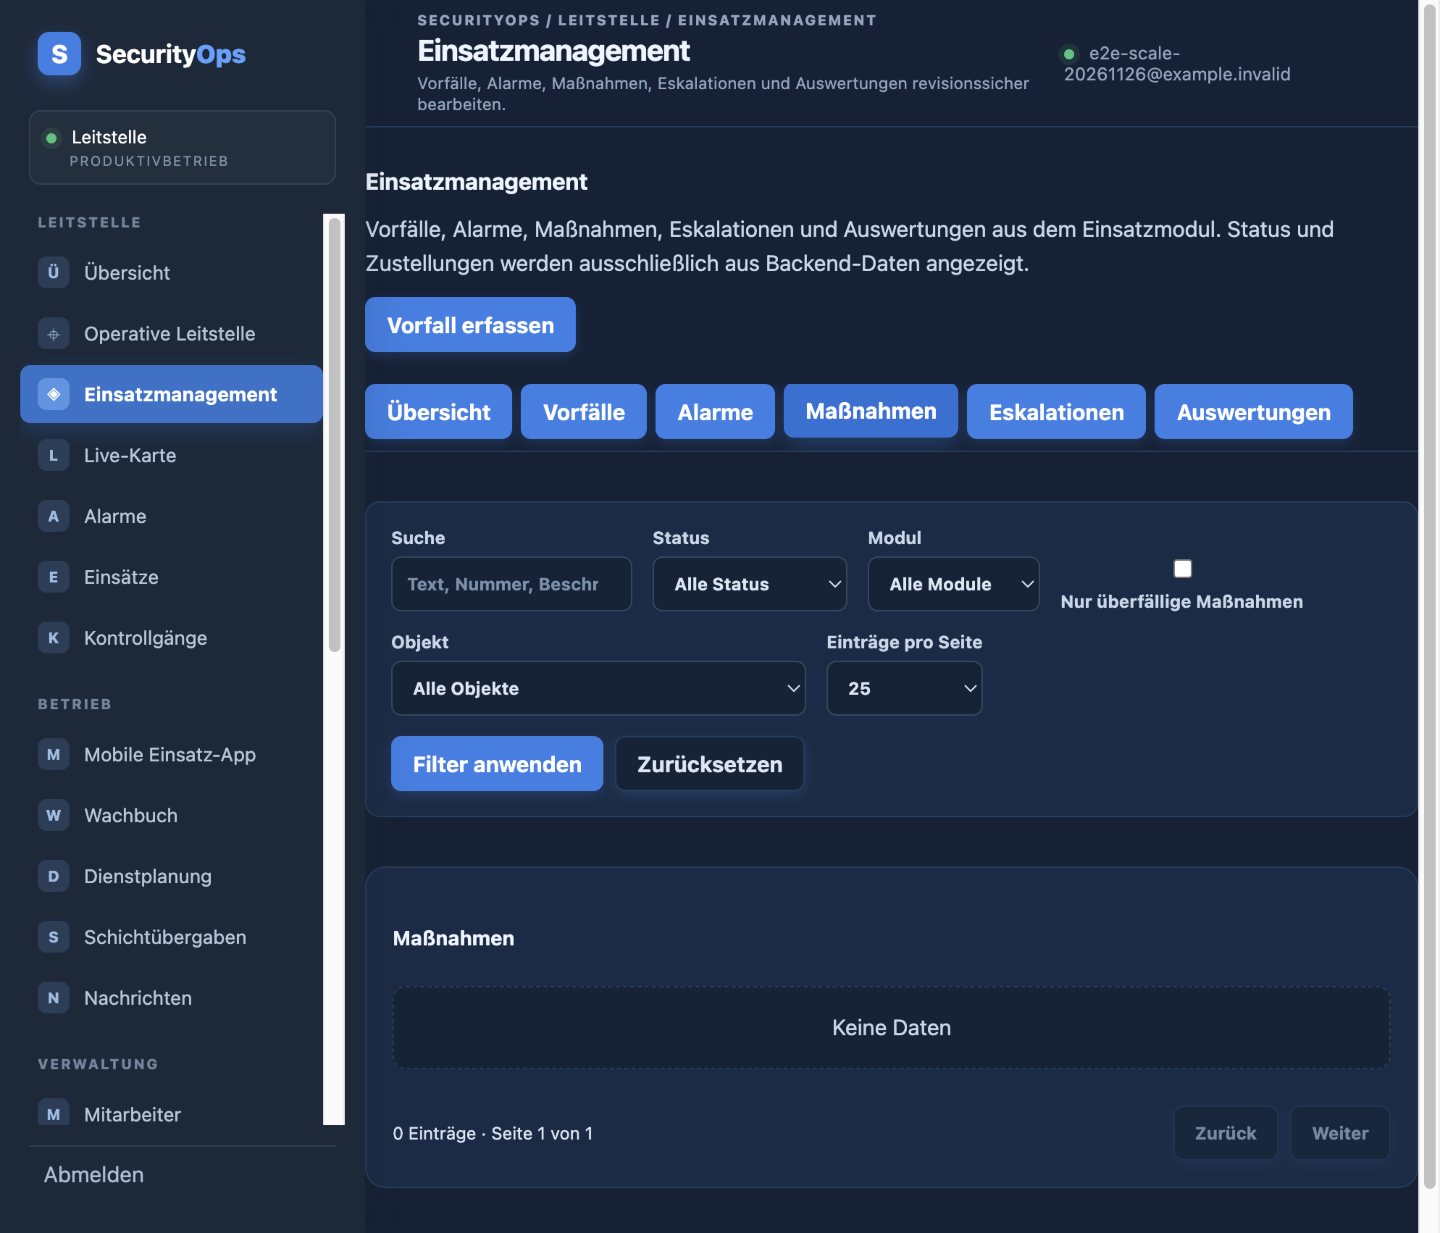 S SecurityOps
Leitstelle
PRODUKTIVBETRIEB
LEITSTELLE
Ü Übersicht
⌖ Operative Leitstelle
◈ Einsatzmanagement
L Live-Karte
A Alarme
E Einsätze
K Kontrollgänge
BETRIEB
M Mobile Einsatz-App
W Wachbuch
D Dienstplanung
S Schichtübergaben
N Nachrichten
VERWALTUNG
M Mitarbeiter
Abmelden
SECURITYOPS / LEITSTELLE / EINSATZMANAGEMENT
Einsatzmanagement
Vorfälle, Alarme, Maßnahmen, Eskalationen und Auswertungen revisionssicher
bearbeiten.
e2e-scale-
20261126@example.invalid
Einsatzmanagement
Vorfälle, Alarme, Maßnahmen, Eskalationen und Auswertungen aus dem Einsatzmodul. Status und
Zustellungen werden ausschließlich aus Backend-Daten angezeigt.
Vorfall erfassen
Übersicht Vorfälle Alarme Maßnahmen Eskalationen Auswertungen
Suche Status Modul
Text, Nummer, Beschr Alle Status Alle Module
Nur überfällige Maßnahmen
Objekt Einträge pro Seite
Alle Objekte 25
Filter anwenden Zurücksetzen
Maßnahmen
Keine Daten
0 Einträge · Seite 1 von 1 Zurück Weiter